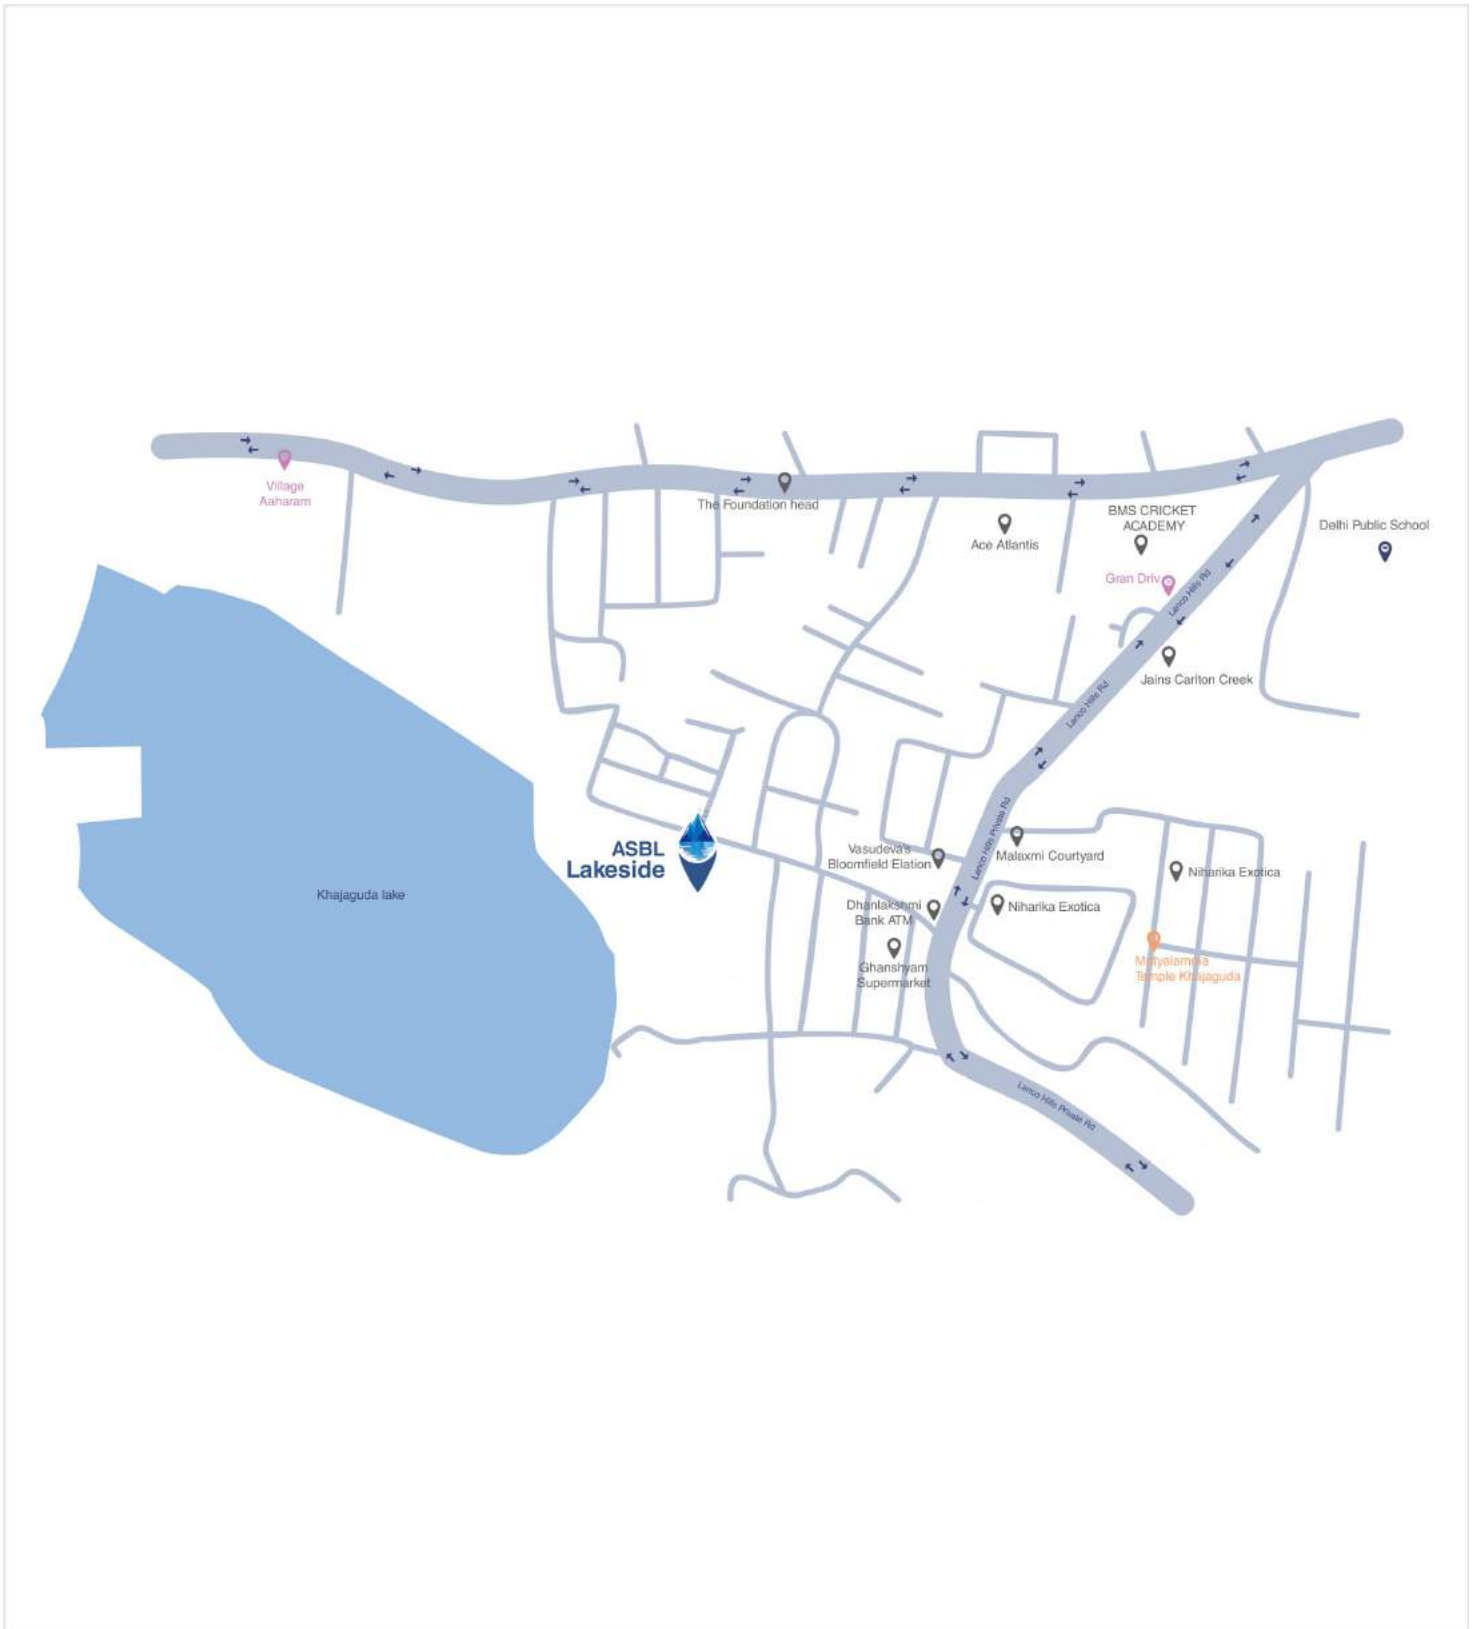 Village
Aaharam
The Foundation head
Ace Atlantis
BMS CRICKET
ACADEMY
Delhi Public School
Gran Driv
Lanco Hills Rd
Jains Carlton Creek
Lanco Hills Rd
Lanco Hills Private Rd
ASBL
Lakeside
Vasudeva's
Bloomfield Elation
Malaxmi Courtyard
Niharika Exotica
Khajaguda lake
Dhanlakshmi
Bank ATM
Niharika Exotica
Ghanshyam
Supermarket
Temple Khajaguda
Lanco Hills Private Rd